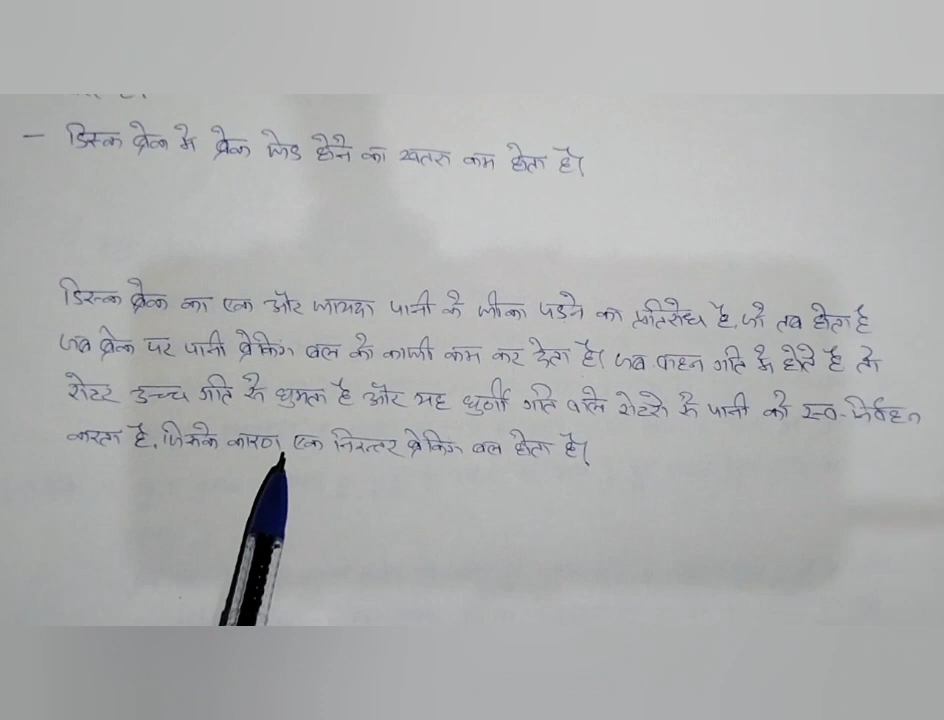 - डिस्क ब्रेक में ब्रेक फेड होने का खतरा कम होता है।
डिस्क ब्रेक का एक और फायदा पानी के फीका पड़ने का प्रतिरोध है, जो तब होता है
जब ब्रेक पर पानी ब्रेकिंग बल को काफी कम कर देता है। जब वाहन गति में होते है तो
रोटर उच्च गति से घुमता है और यह घुर्णी गति वाले रोटरो से पानी को स्व-निर्वहन
करता है, जिसके कारण एक निरन्तर ब्रेकिंग बल होता है।